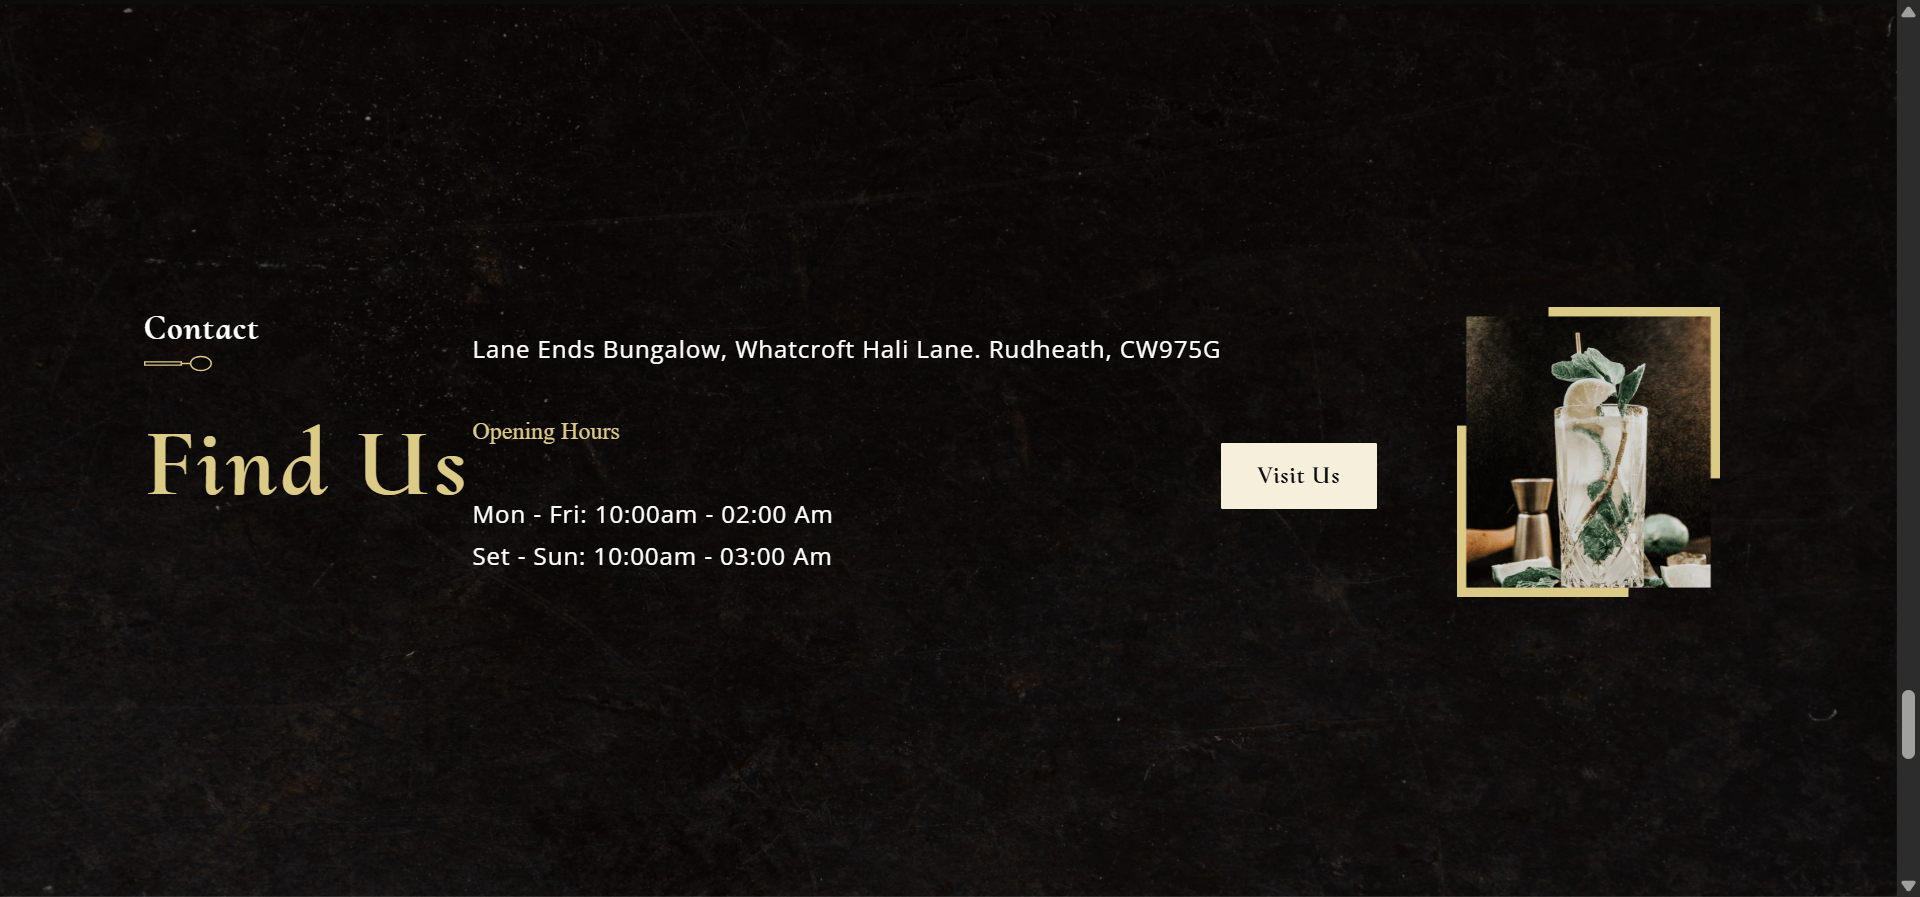 Contact
Find Us
Lane Ends Bungalow, Whatcroft Hali Lane. Rudheath, CW975G
Opening Hours
Mon - Fri: 10:00am - 02:00 Am
Set - Sun: 10:00am - 03:00 Am
Visit Us